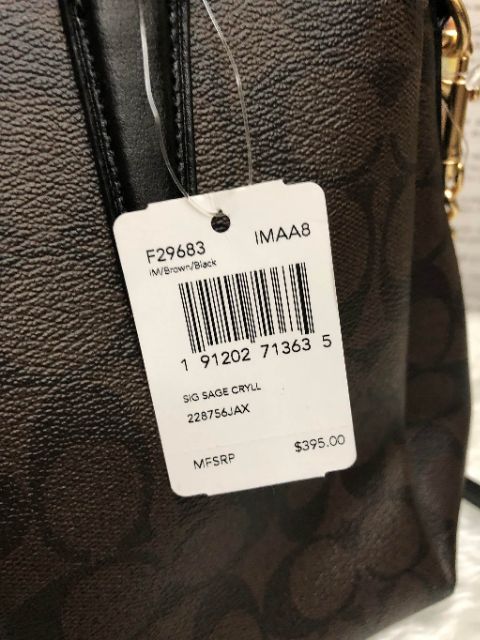 F29683 IMAA8
IM/Brown/Black
1 91202 71363 5
SIG SAGE CRYLL
228756JAX
MFSRP $395.00